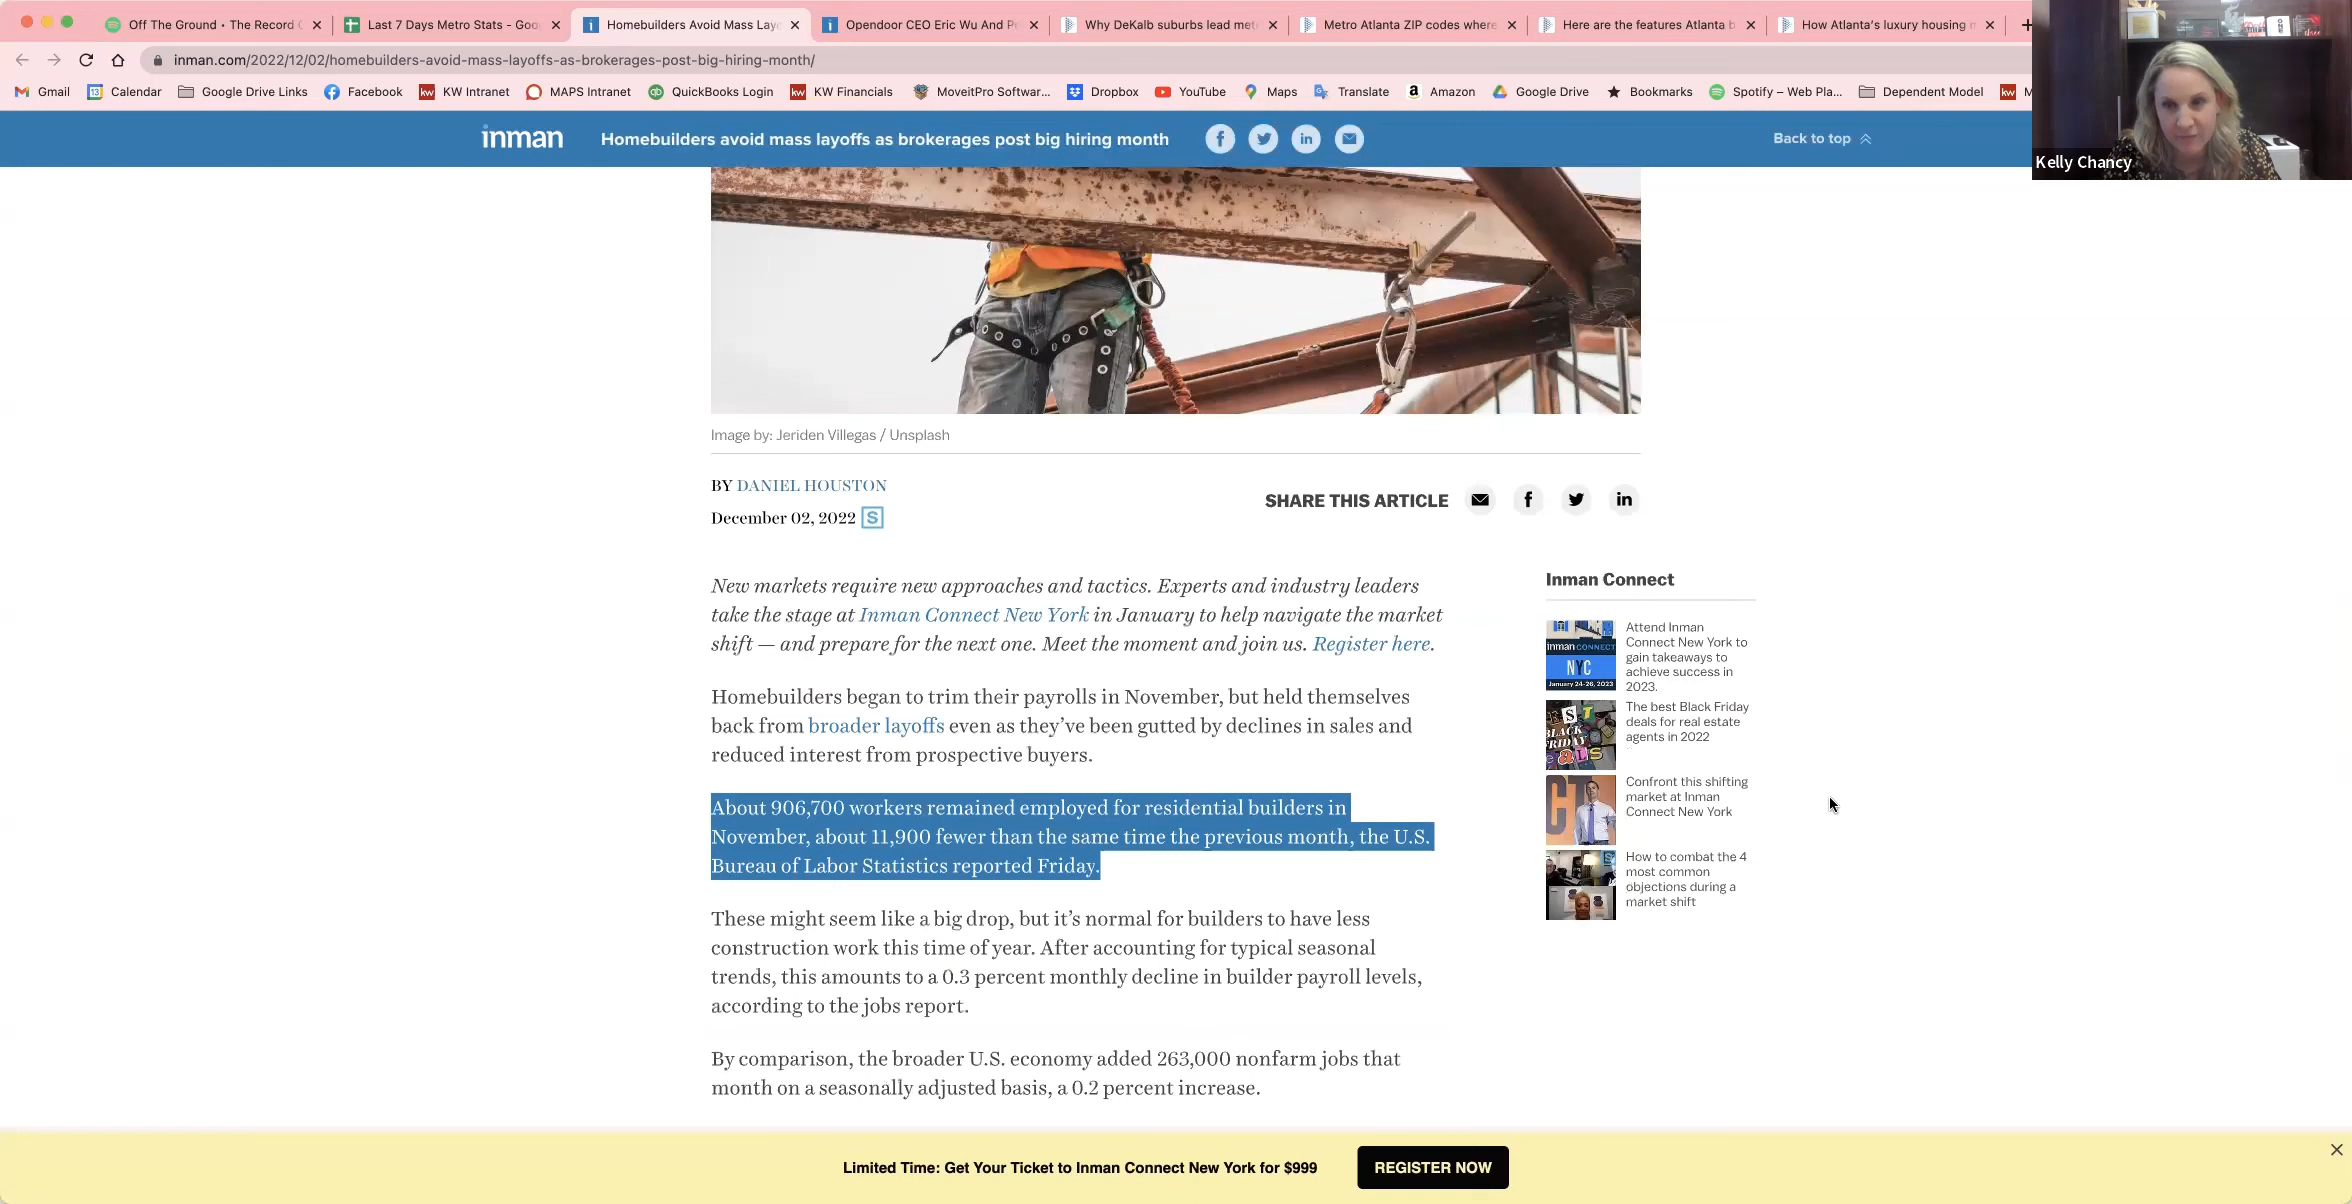 Off The Ground • The Record
Last 7 Days Metro Stats - Goo
Homebuilders Avoid Mass Lay
Opendoor CEO Eric Wu And P
Why DeKalb suburbs lead met
Metro Atlanta ZIP codes where
Here are the features Atlanta b
How Atlanta's luxury housing m
inman.com/2022/12/02/homebuilders-avoid-mass-layoffs-as-brokerages-post-big-hiring-month/
Gmail
Calendar
Google Drive Links
Facebook
KW Intranet
MAPS Intranet
QuickBooks Login
KW Financials
MoveitPro Softwar...
Dropbox
YouTube
Maps
Translate
Amazon
Google Drive
Bookmarks
Spotify – Web Pla...
Dependent Model
Kelly Chancy
inman
Homebuilders avoid mass layoffs as brokerages post big hiring month
Back to top
Image by: Jeriden Villegas / Unsplash
BY DANIEL HOUSTON
December 02, 2022 S
SHARE THIS ARTICLE
New markets require new approaches and tactics. Experts and industry leaders
take the stage at Inman Connect New York in January to help navigate the market
shift — and prepare for the next one. Meet the moment and join us. Register here.
Homebuilders began to trim their payrolls in November, but held themselves
back from broader layoffs even as they've been gutted by declines in sales and
reduced interest from prospective buyers.
About 906,700 workers remained employed for residential builders in
November, about 11,900 fewer than the same time the previous month, the U.S.
Bureau of Labor Statistics reported Friday.
These might seem like a big drop, but it's normal for builders to have less
construction work this time of year. After accounting for typical seasonal
trends, this amounts to a 0.3 percent monthly decline in builder payroll levels,
according to the jobs report.
By comparison, the broader U.S. economy added 263,000 nonfarm jobs that
month on a seasonally adjusted basis, a 0.2 percent increase.
Inman Connect
inman CONNECT
NYC
January 24-26, 2023
Attend Inman
Connect New York to
gain takeaways to
achieve success in
2023.
BLACK
FRIDAY
The best Black Friday
deals for real estate
agents in 2022
Confront this shifting
market at Inman
Connect New York
How to combat the 4
most common
objections during a
market shift
Limited Time: Get Your Ticket to Inman Connect New York for $999
REGISTER NOW